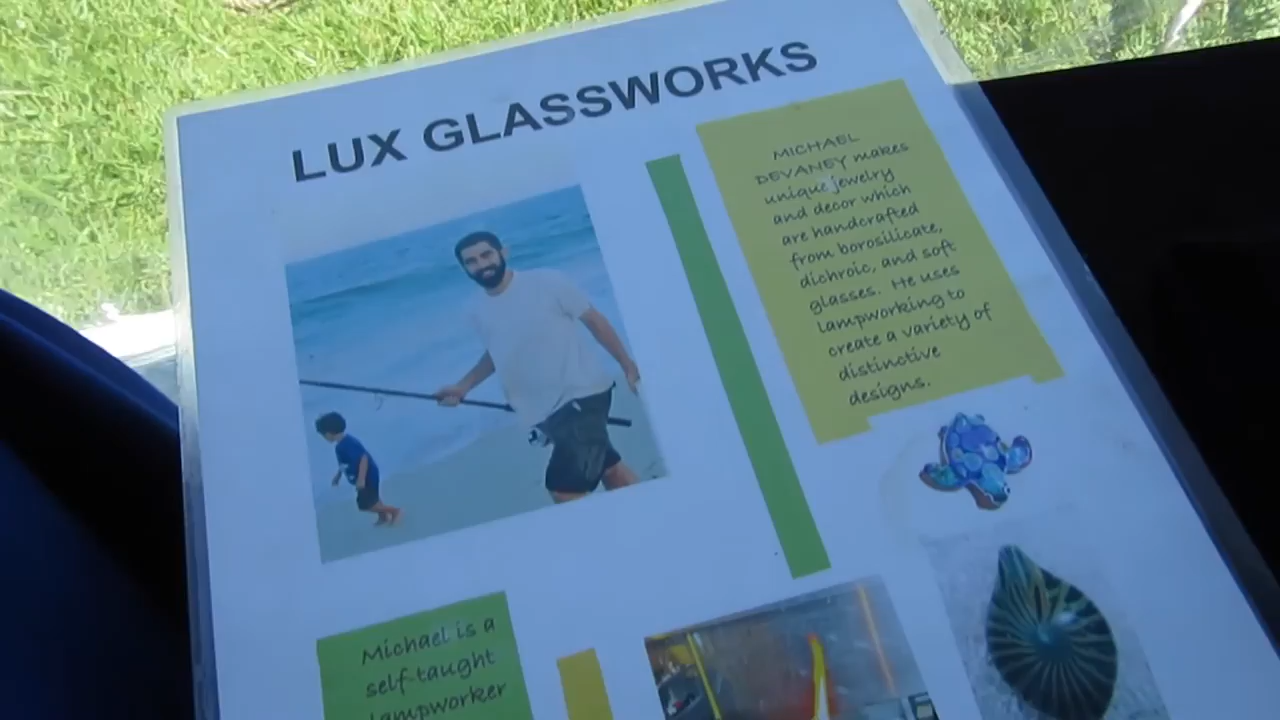 LUX GLASSWORKS
MICHAEL
DEVANEY makes
unique jewelry
and decor which
are handcrafted
from borosilicate,
dichroic, and soft
glasses. He uses
lampworking to
create a variety of
distinctive
designs.
Michael is a
self-taught
lampworker